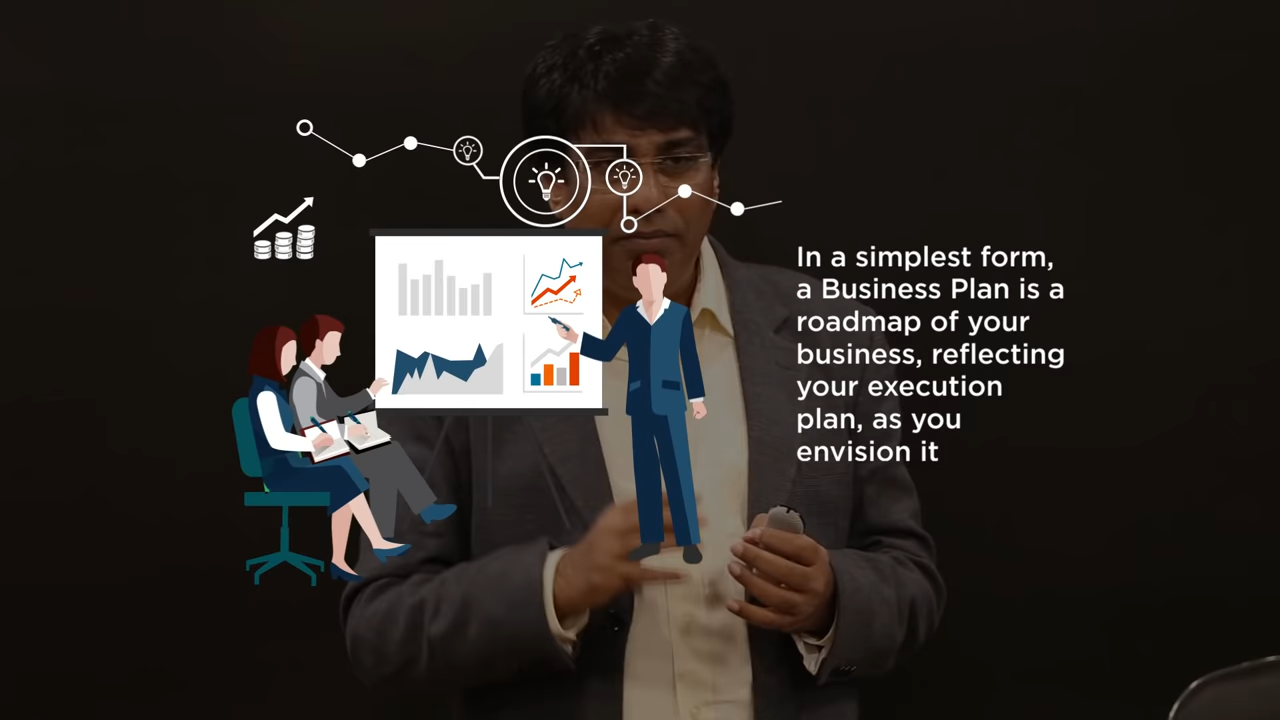 In a simplest form,
a Business Plan is a
roadmap of your
business, reflecting
your execution
plan, as you
envision it